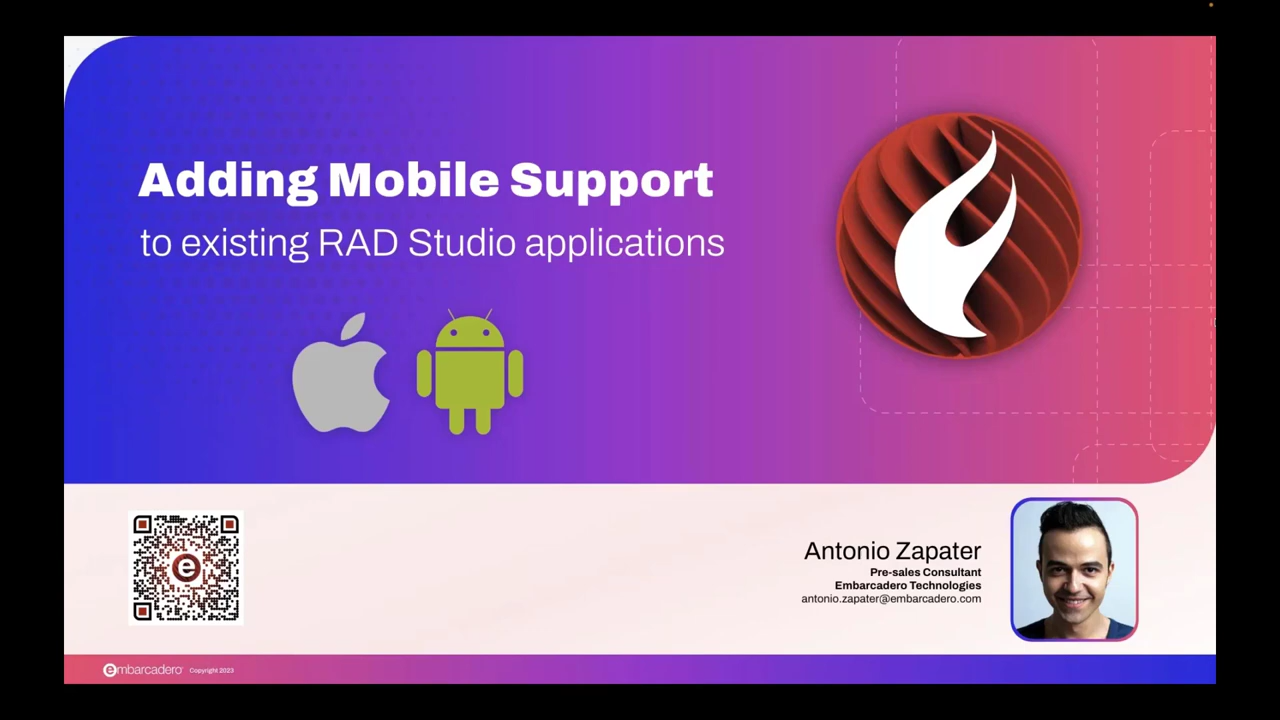 Adding Mobile Support
to existing RAD Studio applications
Antonio Zapater
Pre-sales Consultant
Embarcadero Technologies
antonio.zapater@embarcadero.com
embarcadero Copyright 2023